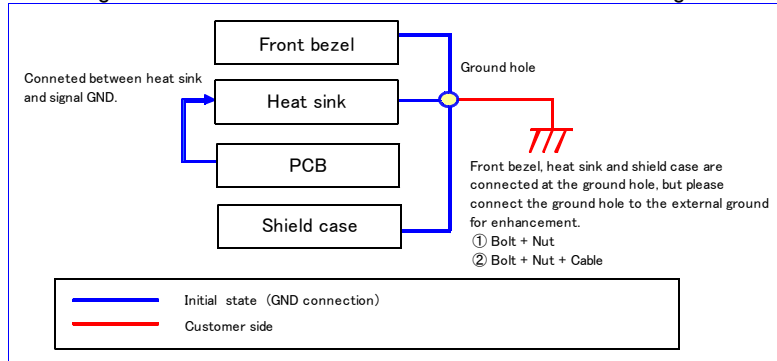 Front bezel
Ground hole
Conneted between heat sink
and signal GND.
Heat sink
PCB
Front bezel, heat sink and shield case are
connected at the ground hole, but please
connect the ground hole to the external ground
for enhancement.
① Bolt + Nut
② Bolt + Nut + Cable
Shield case
Initial state (GND connection)
Customer side